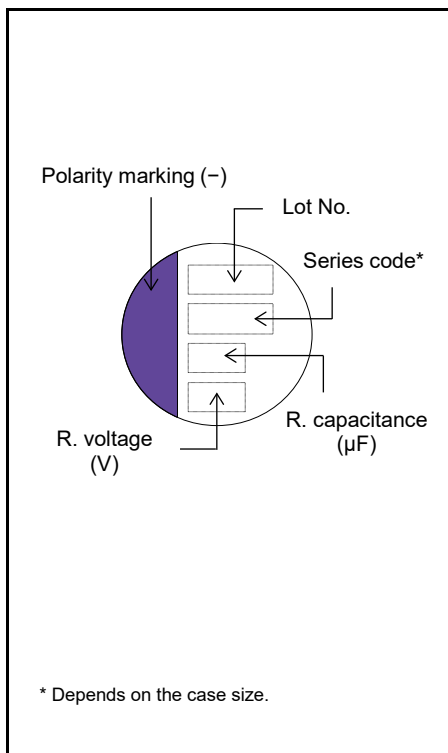 Polarity marking (−)
Lot No.
Series code*
R. capacitance
(µF)
R. voltage
(V)
* Depends on the case size.